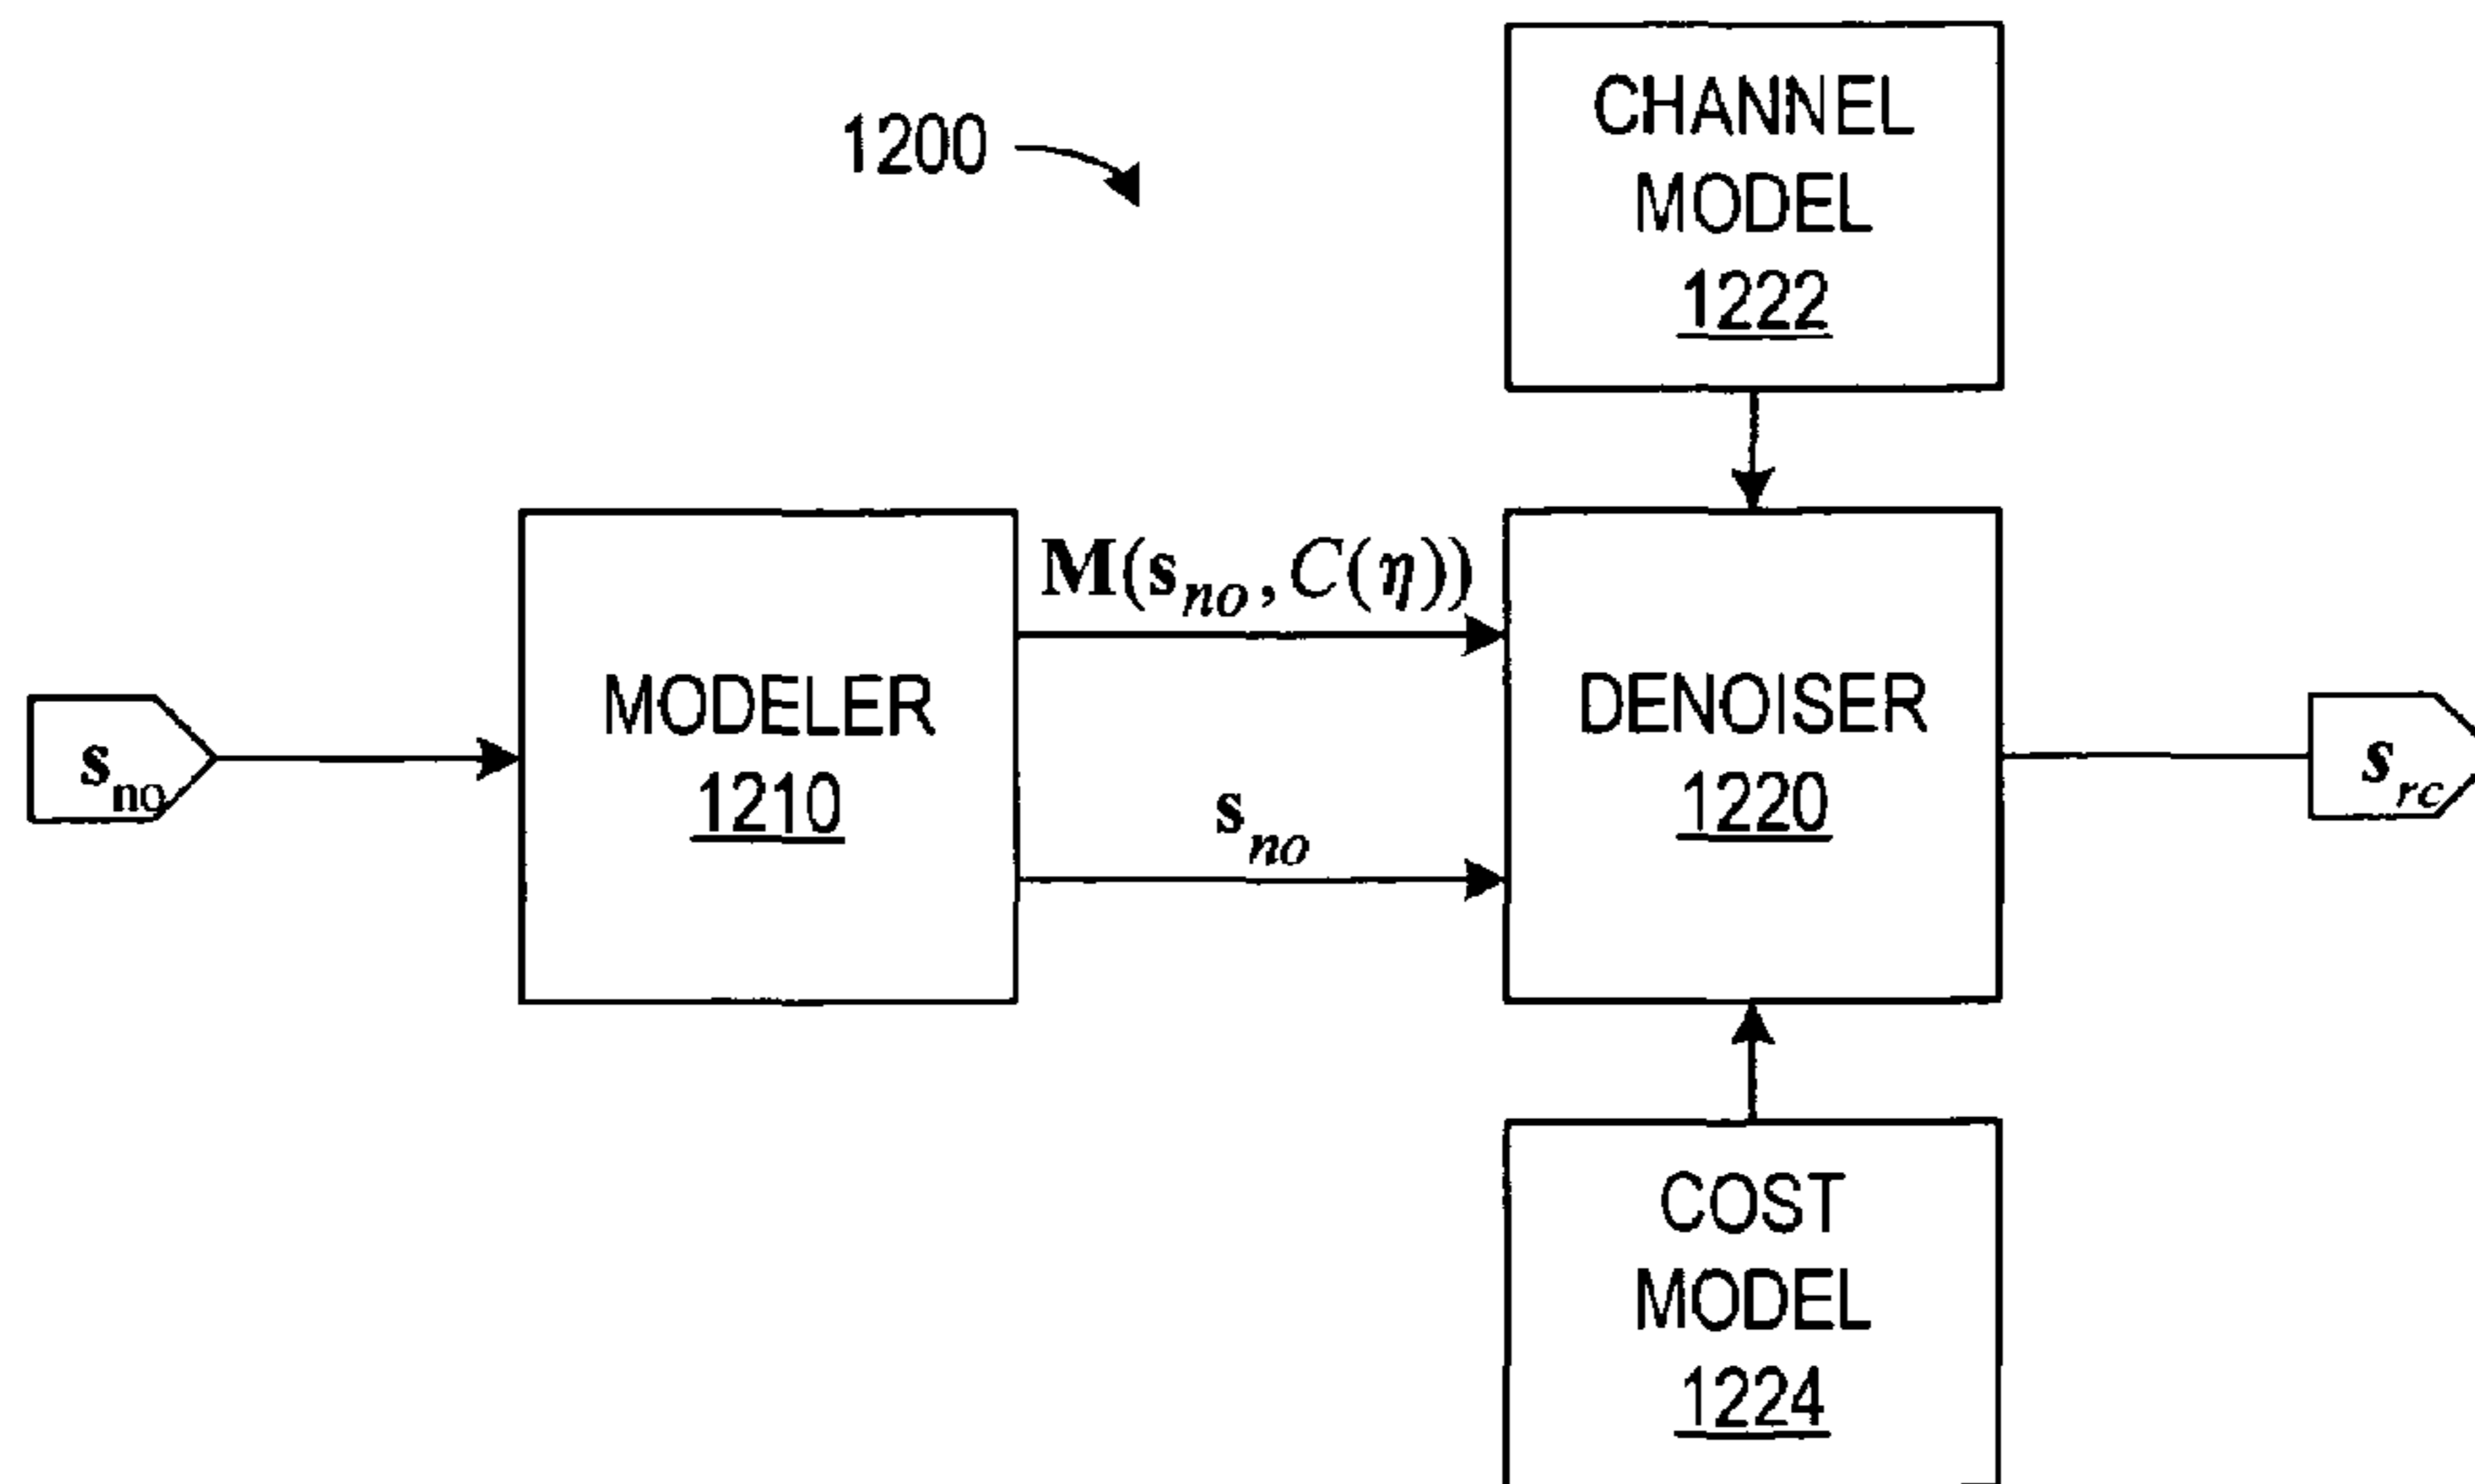 1200
CHANNEL
MODEL
1222
s_no
MODELER
1210
M(s_no, C(η))
s_no
DENOISER
1220
s_rc
COST
MODEL
1224